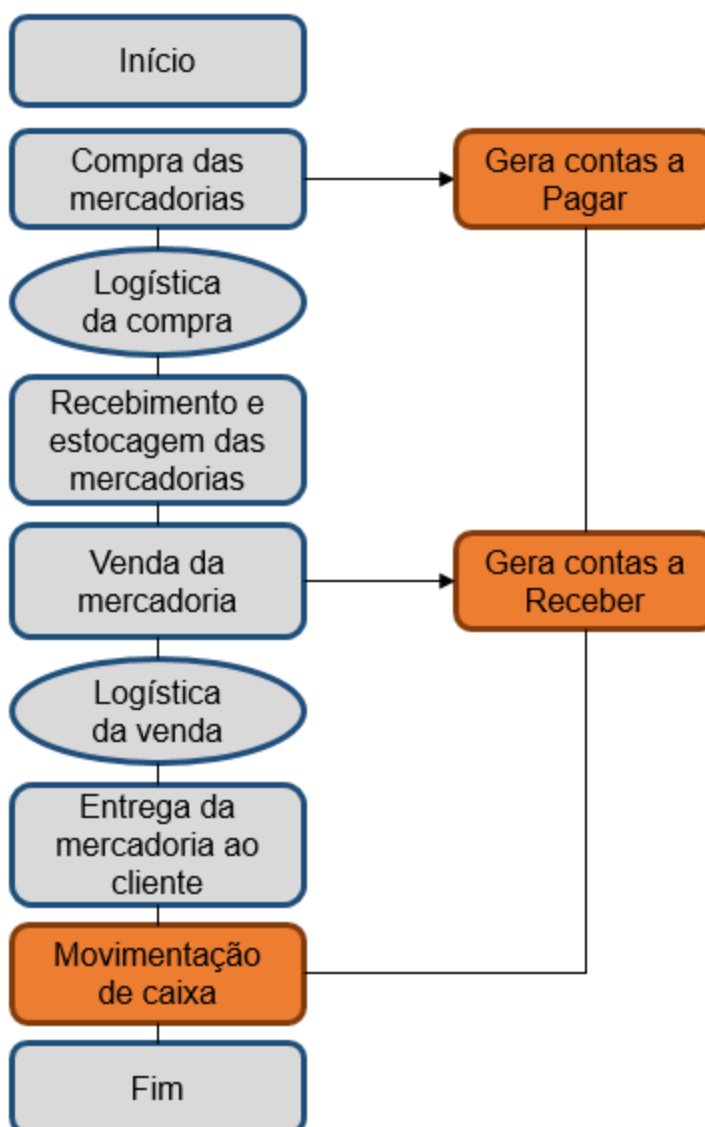 Início
Compra das
mercadorias
Gera contas a
Pagar
Logística
da compra
Recebimento e
estocagem das
mercadorias
Venda da
mercadoria
Gera contas a
Receber
Logística
da venda
Entrega da
mercadoria ao
cliente
Movimentação
de caixa
Fim